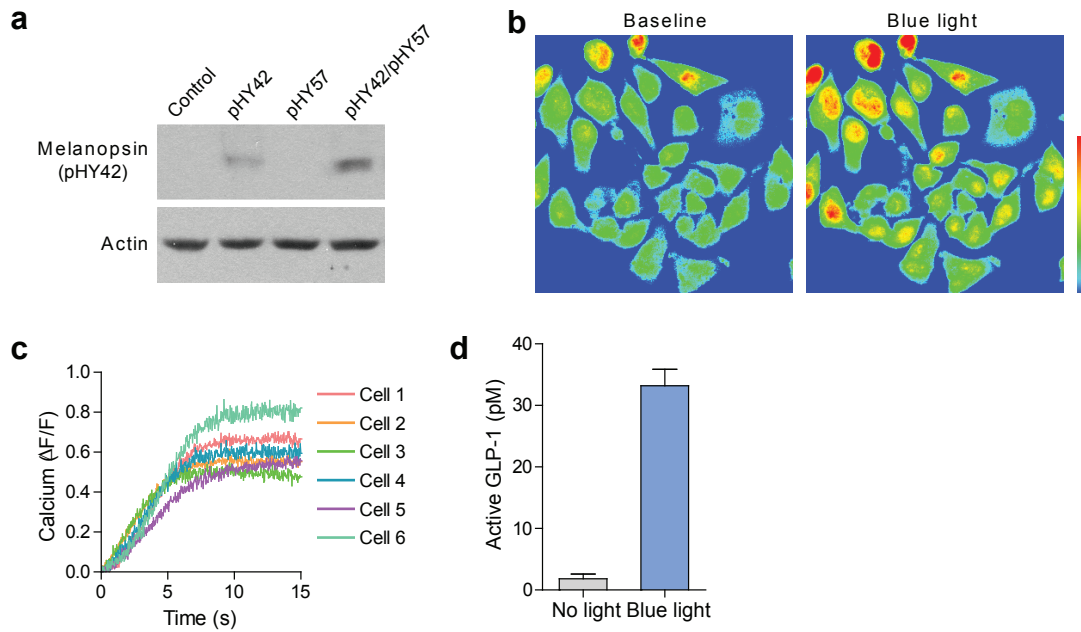 a
Control
pHY42
pHY57
pHY42/pHY57
Melanopsin
(pHY42)
Actin
b
Baseline
Blue light
c
Calcium (ΔF/F)
1.0
0.8
0.6
0.4
0.2
0.0
0
5
10
15
Time (s)
Cell 1
Cell 2
Cell 3
Cell 4
Cell 5
Cell 6
d
Active GLP-1 (pM)
40
30
20
10
0
No light
Blue light